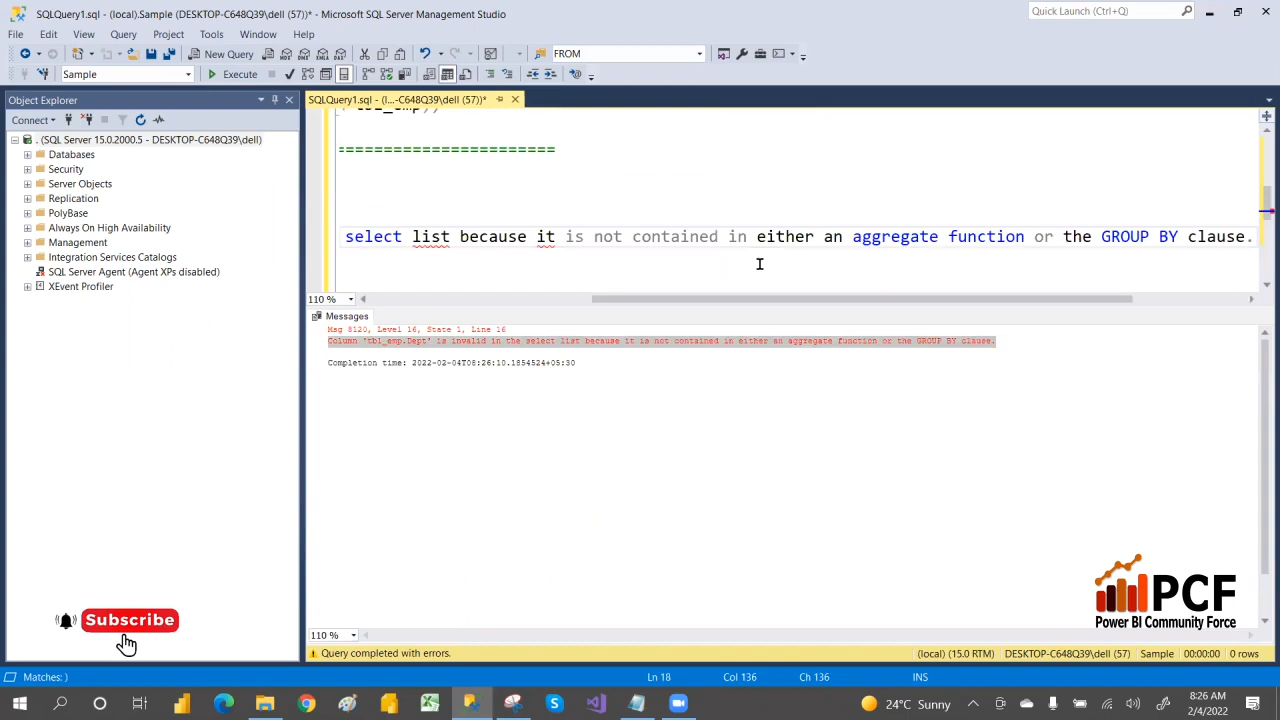 SQLQuery1.sql - (local).Sample (DESKTOP-C648Q39\dell (57))* - Microsoft SQL Server Management Studio
Quick Launch (Ctrl+Q)
File Edit View Query Project Tools Window Help
New Query
FROM
Sample
Execute
Object Explorer
SQLQuery1.sql - (l...-C648Q39\dell (57))*
Connect
. (SQL Server 15.0.2000.5 - DESKTOP-C648Q39\dell)
Databases
Security
Server Objects
Replication
PolyBase
Always On High Availability
Management
Integration Services Catalogs
SQL Server Agent (Agent XPs disabled)
XEvent Profiler
=======================
select list because it is not contained in either an aggregate function or the GROUP BY clause.
110 %
Messages
Msg 8120, Level 16, State 1, Line 16
Column 'tbl_emp.Dept' is invalid in the select list because it is not contained in either an aggregate function or the GROUP BY clause.
Completion time: 2022-02-04T08:26:10.1854524+05:30
PCF
Power BI Community Force
Subscribe
110 %
Query completed with errors.
(local) (15.0 RTM) DESKTOP-C648Q39\dell (57) Sample 00:00:00 0 rows
Matches: )
Ln 18 Col 136 Ch 136 INS
24°C Sunny
8:26 AM
2/4/2022